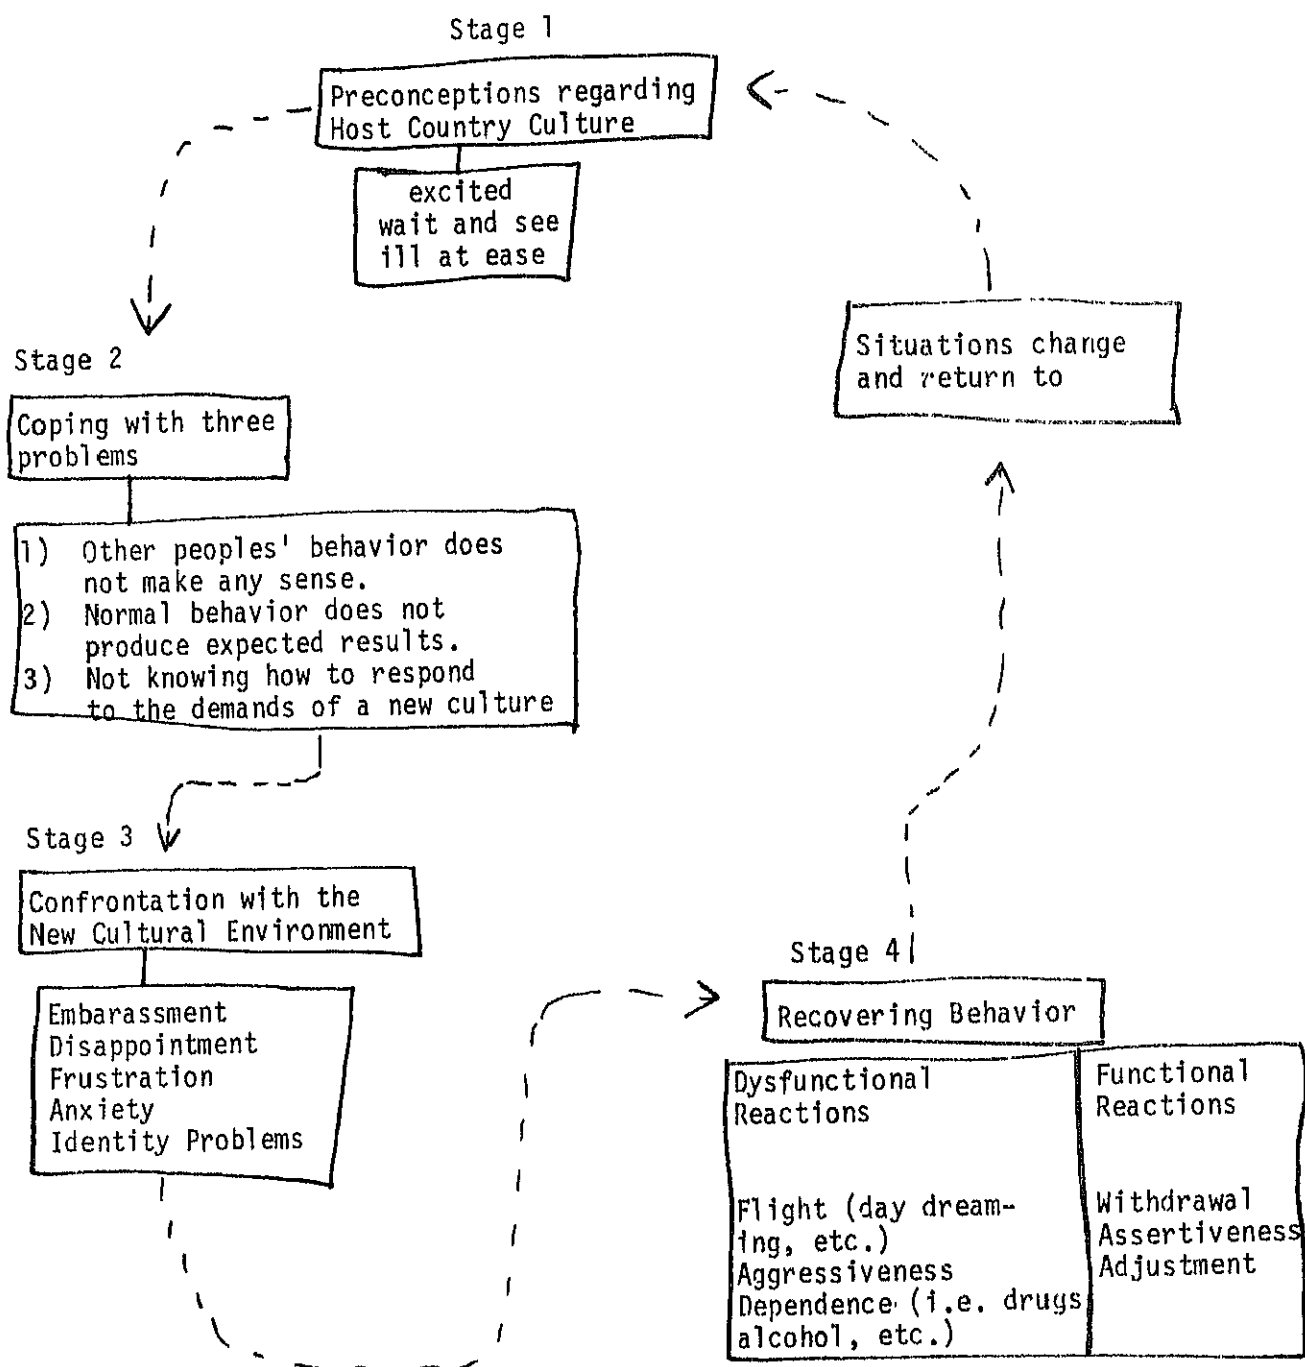 Stage 1
Preconceptions regarding
Host Country Culture
excited
wait and see
ill at ease
Stage 2
Coping with three
problems
1) Other peoples' behavior does
not make any sense.
2) Normal behavior does not
produce expected results.
3) Not knowing how to respond
to the demands of a new culture
Stage 3
Confrontation with the
New Cultural Environment
Embarassment
Disappointment
Frustration
Anxiety
Identity Problems
Stage 4
Recovering Behavior
Dysfunctional
Reactions
Flight (day dream-
ing, etc.)
Aggressiveness
Dependence (i.e. drugs
alcohol, etc.)
Functional
Reactions
Withdrawal
Assertiveness
Adjustment
Situations change
and return to